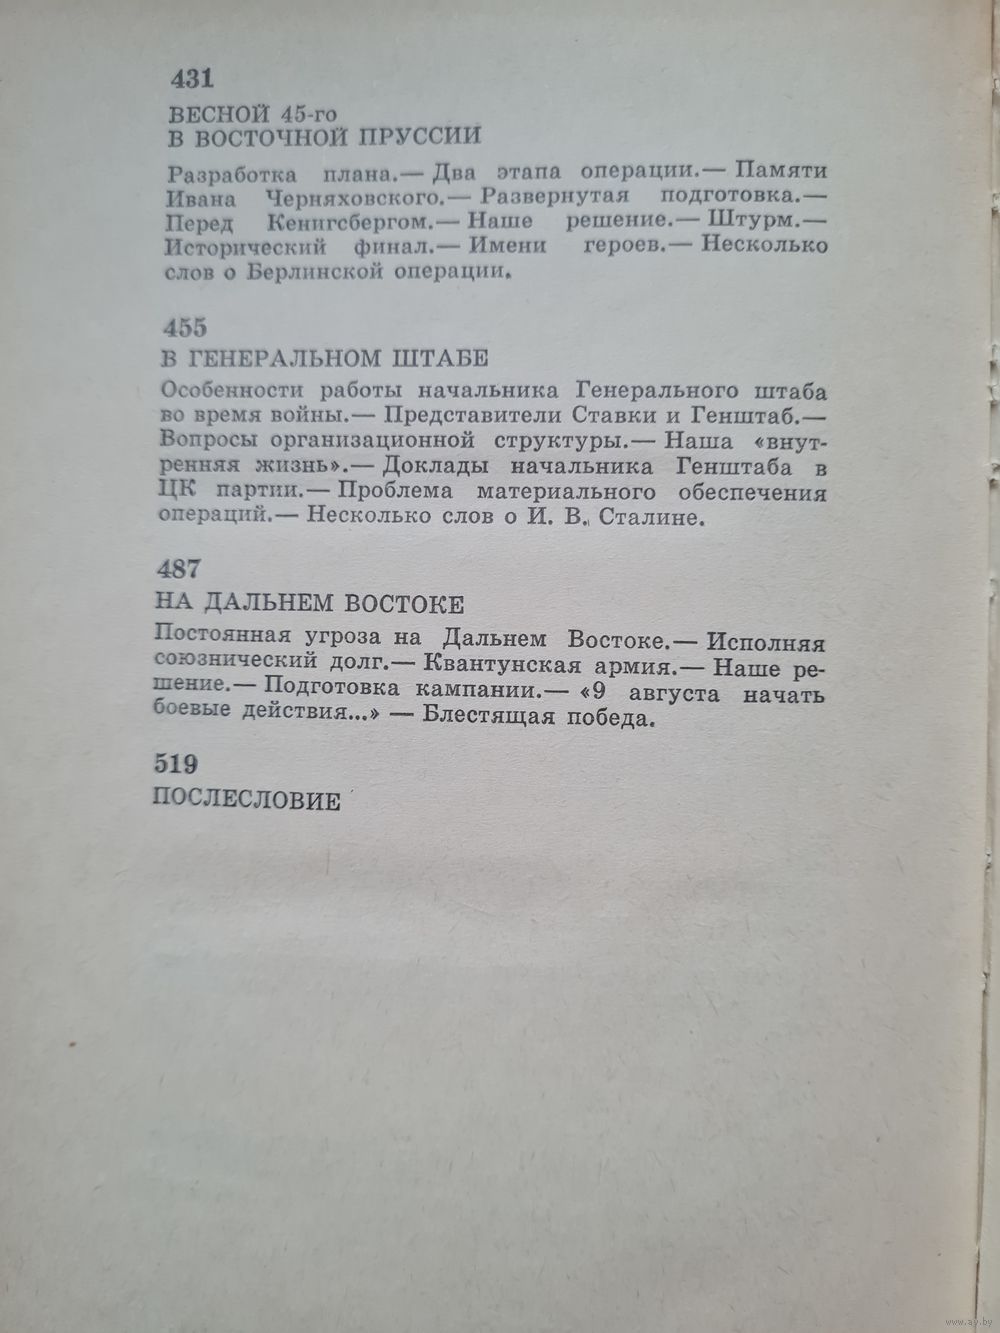 431
ВЕСНОЙ 45-го
В ВОСТОЧНОЙ ПРУССИИ
Разработка плана.— Два этапа операции.— Памяти
Ивана Черняховского.— Развернутая подготовка.—
Перед Кенигсбергом.— Наше решение.— Штурм.—
Исторический финал.— Имени героев.— Несколько
слов о Берлинской операции.
455
В ГЕНЕРАЛЬНОМ ШТАБЕ
Особенности работы начальника Генерального штаба
во время войны.— Представители Ставки и Генштаб.—
Вопросы организационной структуры.— Наша «внут-
ренняя жизнь».— Доклады начальника Генштаба в
ЦК партии.— Проблема материального обеспечения
операций.— Несколько слов о И. В. Сталине.
487
НА ДАЛЬНЕМ ВОСТОКЕ
Постоянная угроза на Дальнем Востоке.— Исполняя
союзнический долг.— Квантунская армия.— Наше ре-
шение.— Подготовка кампании.— «9 августа начать
боевые действия...» — Блестящая победа.
519
ПОСЛЕСЛОВИЕ
www.ay.by